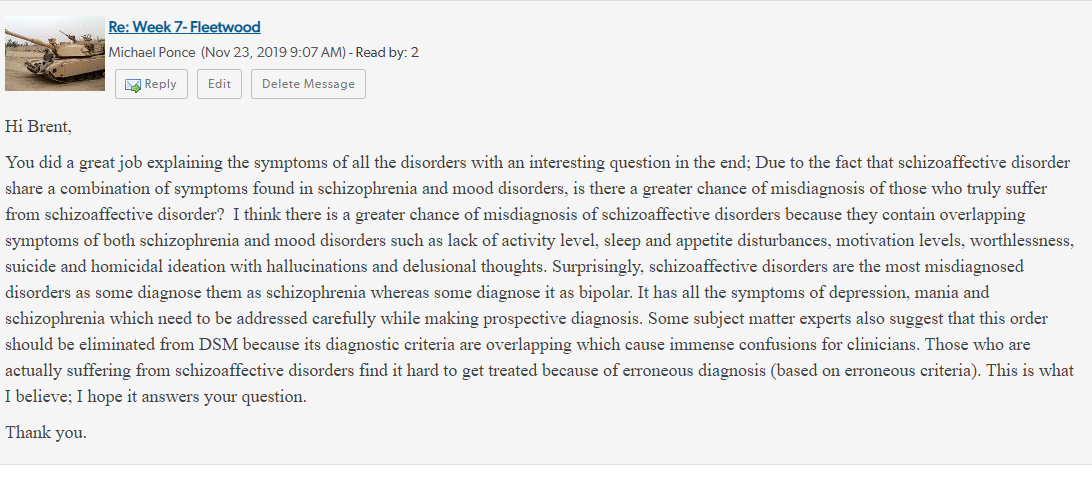 Re: Week 7- Fleetwood
Michael Ponce (Nov 23, 2019 9:07 AM) - Read by: 2
Reply Edit Delete Message
Hi Brent,
You did a great job explaining the symptoms of all the disorders with an interesting question in the end; Due to the fact that schizoaffective disorder
share a combination of symptoms found in schizophrenia and mood disorders, is there a greater chance of misdiagnosis of those who truly suffer
from schizoaffective disorder?  I think there is a greater chance of misdiagnosis of schizoaffective disorders because they contain overlapping
symptoms of both schizophrenia and mood disorders such as lack of activity level, sleep and appetite disturbances, motivation levels, worthlessness,
suicide and homicidal ideation with hallucinations and delusional thoughts. Surprisingly, schizoaffective disorders are the most misdiagnosed
disorders as some diagnose them as schizophrenia whereas some diagnose it as bipolar. It has all the symptoms of depression, mania and
schizophrenia which need to be addressed carefully while making prospective diagnosis. Some subject matter experts also suggest that this order
should be eliminated from DSM because its diagnostic criteria are overlapping which cause immense confusions for clinicians. Those who are
actually suffering from schizoaffective disorders find it hard to get treated because of erroneous diagnosis (based on erroneous criteria). This is what
I believe; I hope it answers your question.
Thank you.